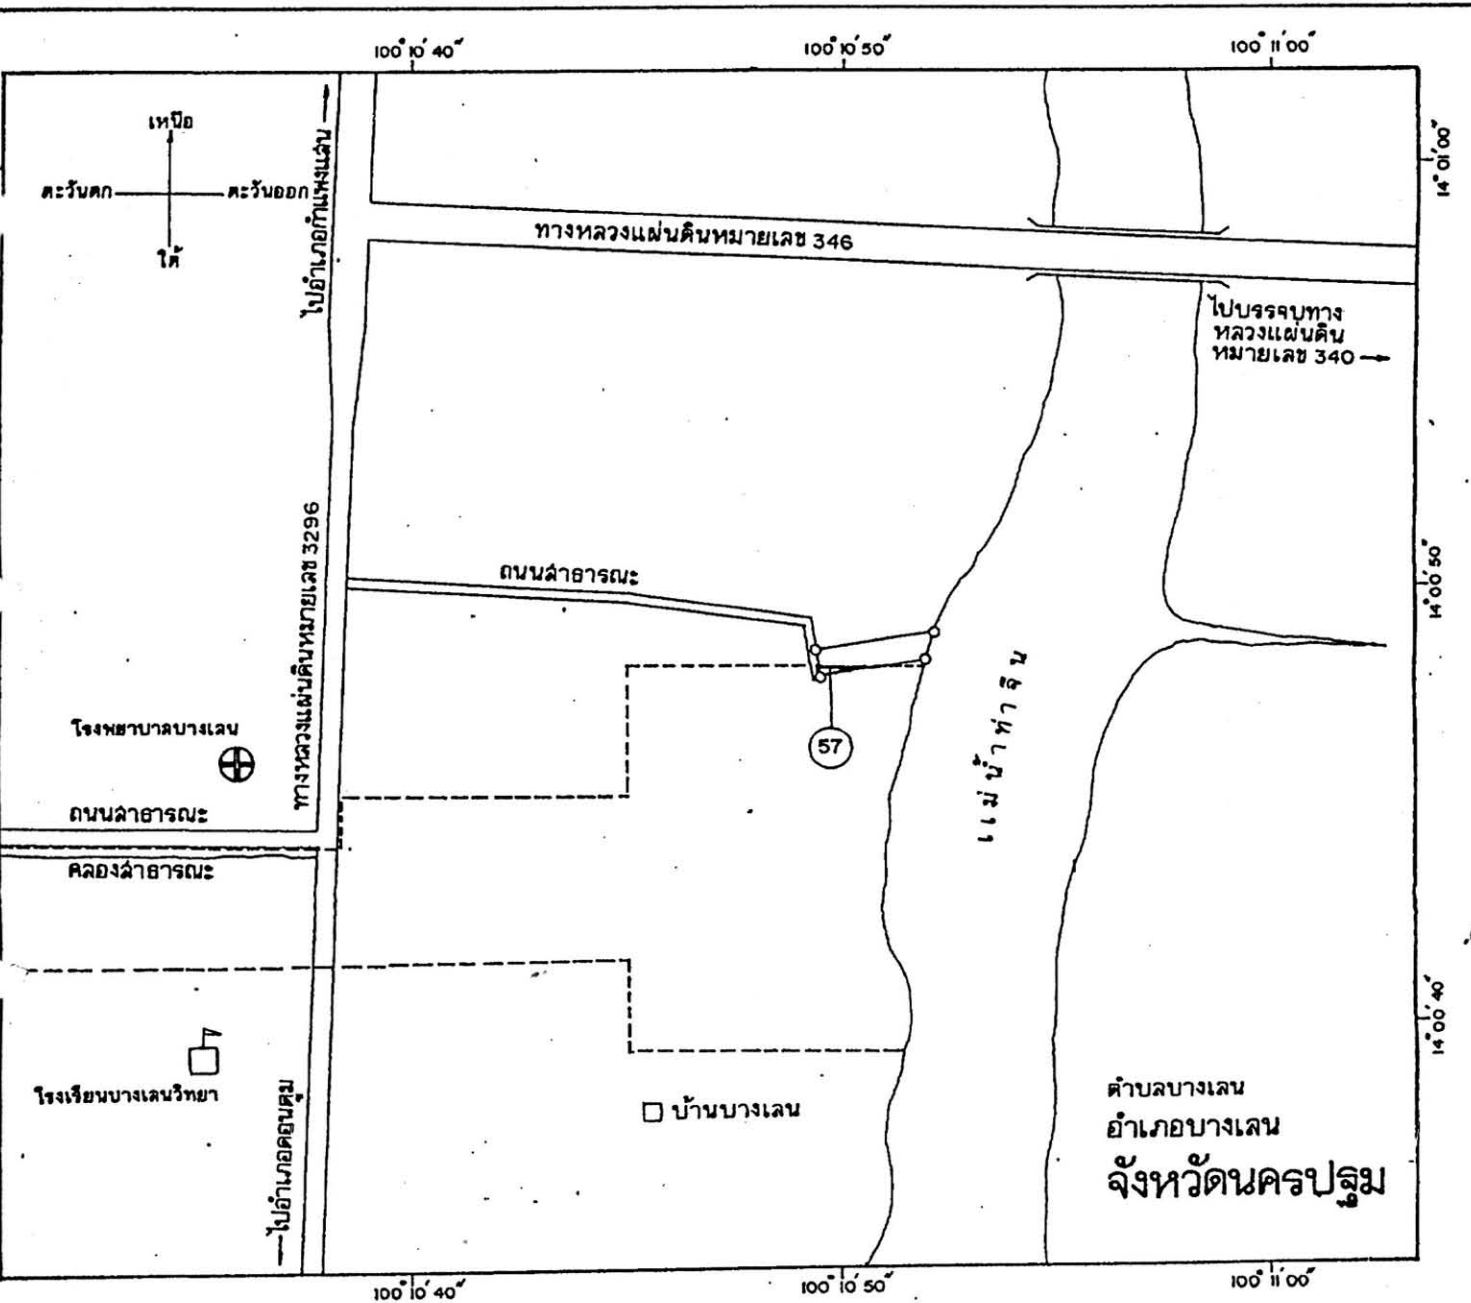 100°10′40″
100°10′50″
100°11′00″
เหนือ
ตะวันตก
ตะวันออก
ใต้
ไปอำเภอกำแพงแสน
14°01′00″
ทางหลวงแผ่นดินหมายเลข 346
ไปบรรจบทาง
หลวงแผ่นดิน
หมายเลข 340
ทางหลวงแผ่นดินหมายเลข 3296
ถนนสาธารณะ
14°00′50″
แม่น้ำท่าจีน
57
โรงพยาบาลบางเลน
ถนนสาธารณะ
คลองสาธารณะ
14°00′40″
โรงเรียนบางเลนวิทยา
ไปอำเภอดอนตูม
บ้านบางเลน
ตำบลบางเลน
อำเภอบางเลน
จังหวัดนครปฐม
100°10′40″
100°10′50″
100°11′00″